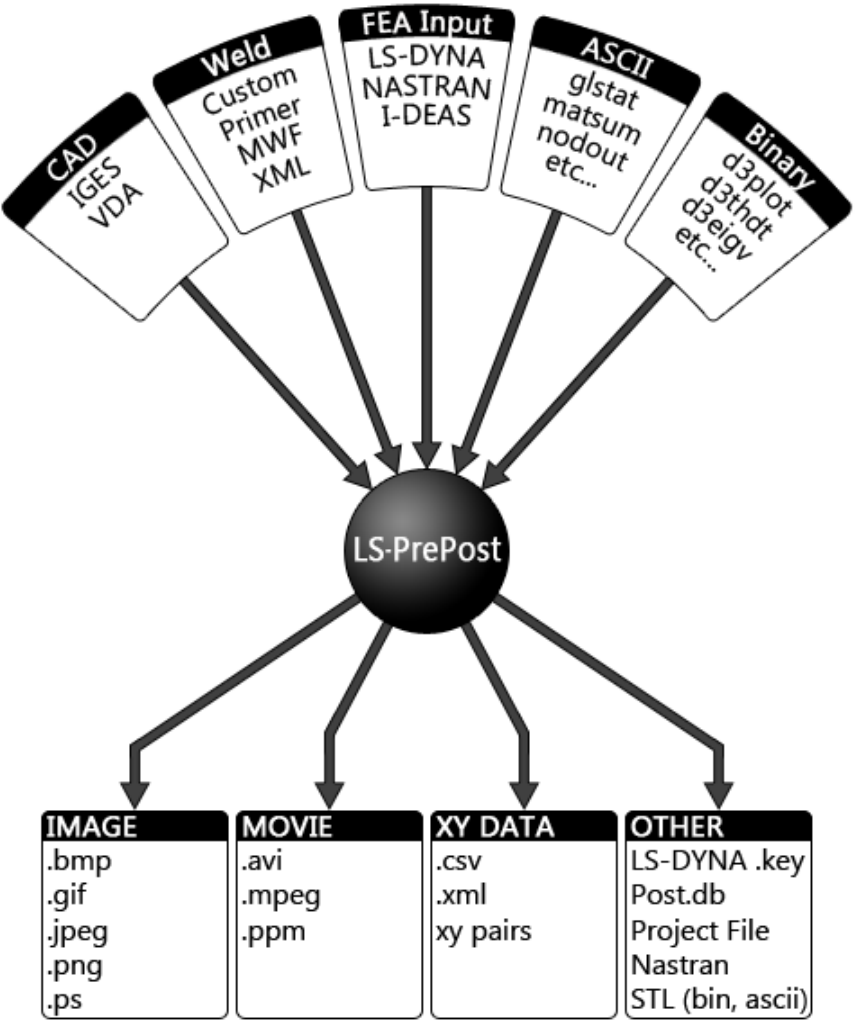 CAD
IGES
VDA
Weld
Custom
Primer
MWF
XML
FEA Input
LS-DYNA
NASTRAN
I-DEAS
ASCII
glstat
matsum
nodout
etc...
Binary
d3plot
d3thdt
d3eigv
etc...
LS-PrePost
IMAGE
.bmp
.gif
.jpeg
.png
.ps
MOVIE
.avi
.mpeg
.ppm
XY DATA
.csv
.xml
xy pairs
OTHER
LS-DYNA .key
Post.db
Project File
Nastran
STL (bin, ascii)